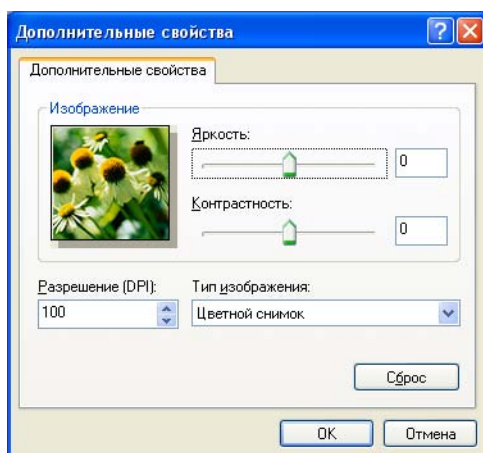 Дополнительные свойства
Дополнительные свойства
Изображение
Яркость:
0
Контрастность:
0
Разрешение (DPI):
100
Тип изображения:
Цветной снимок
Сброс
OK
Отмена